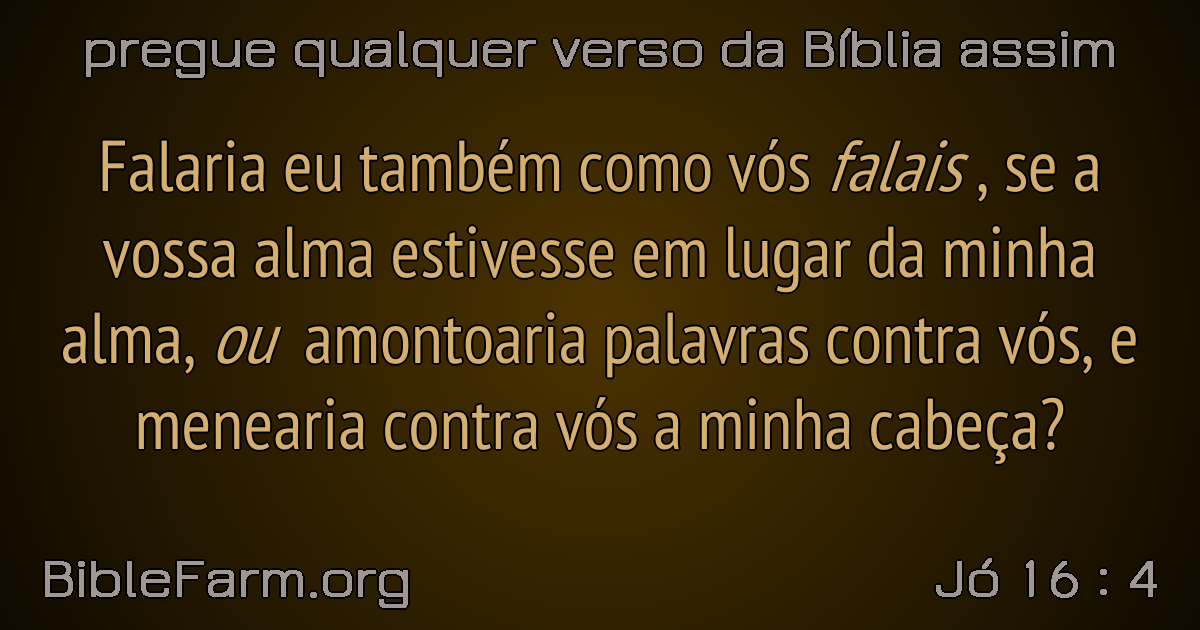 pregue qualquer verso da Bíblia assim
Falaria eu também como vós falais , se a
vossa alma estivesse em lugar da minha
alma, ou amontoaria palavras contra vós, e
menearia contra vós a minha cabeça?
BibleFarm.org
Jó 16 : 4